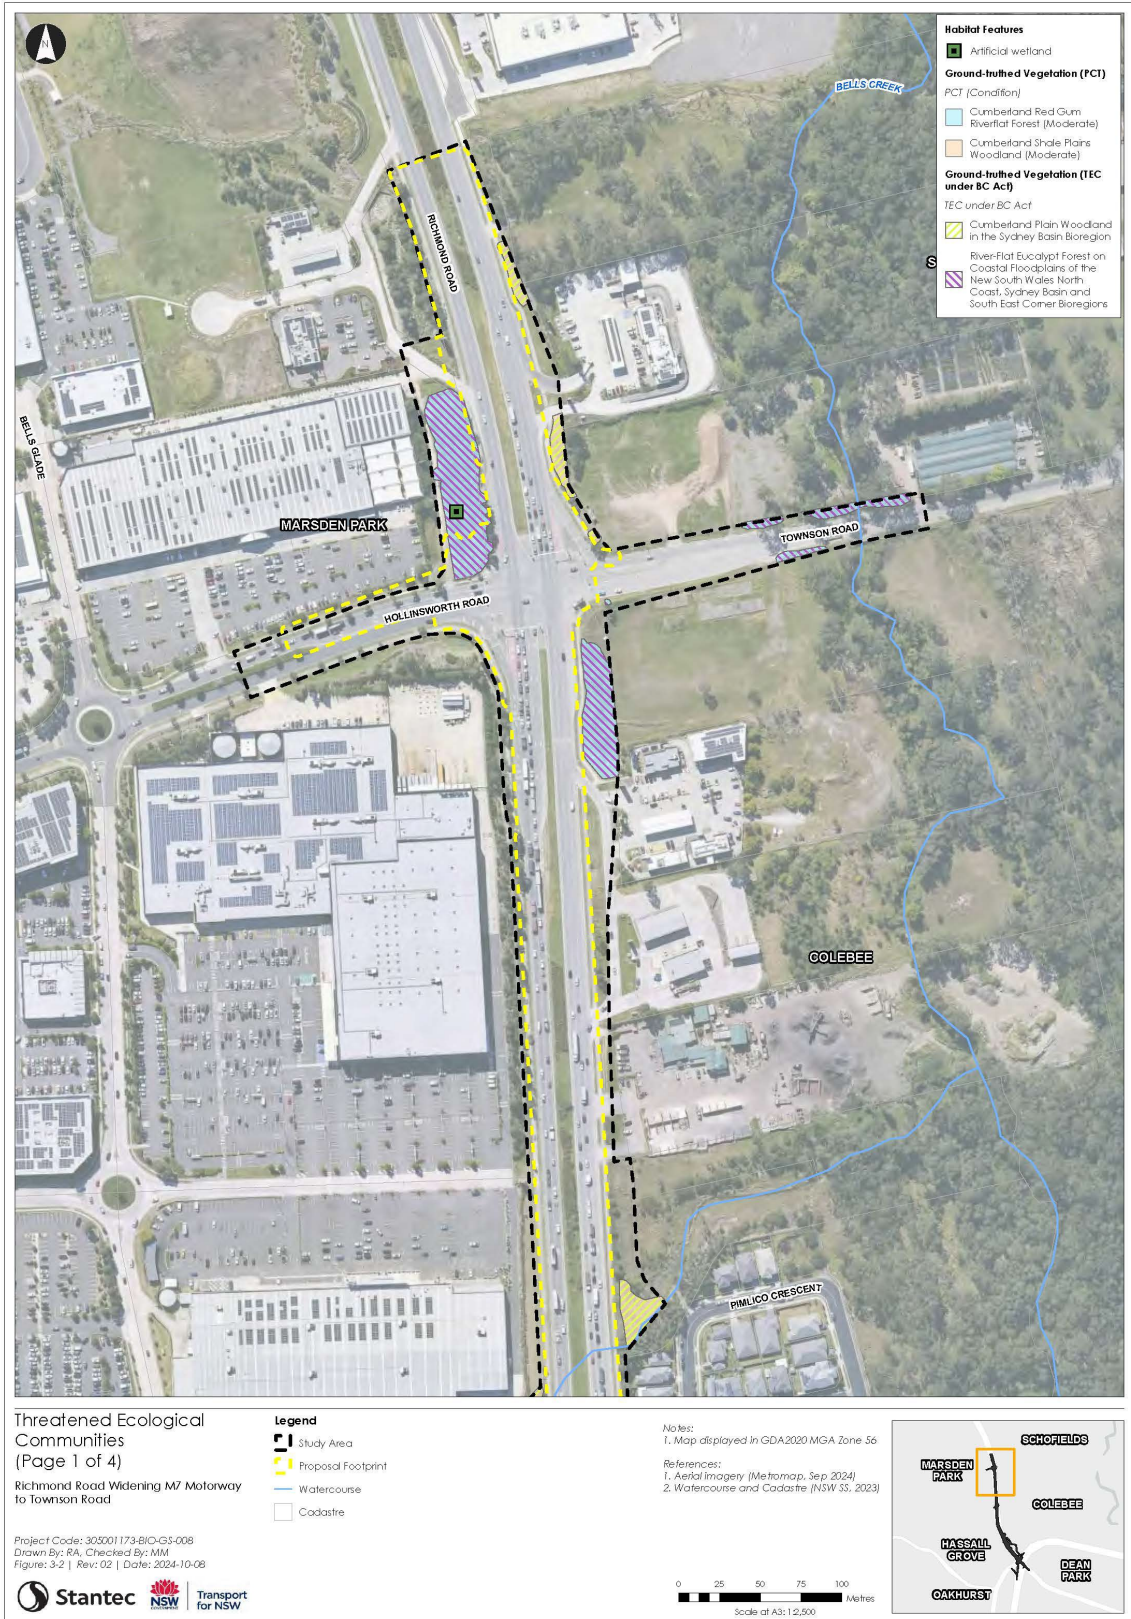 N
Habitat Features
Artificial wetland
Ground-truthed Vegetation (PCT)
PCT (Condition)
Cumberland Red Gum
Riverflat Forest (Moderate)
Cumberland Shale Plains
Woodland (Moderate)
Ground-truthed Vegetation (TEC
under BC Act)
TEC under BC Act
Cumberland Plain Woodland
in the Sydney Basin Bioregion
River-Flat Eucalypt Forest on
Coastal Floodplains of the
New South Wales North
Coast, Sydney Basin and
South East Corner Bioregions
BELLS CREEK
S
RICHMOND ROAD
BELLS GLADE
MARSDEN PARK
TOWNSON ROAD
HOLLINSWORTH ROAD
COLEBEE
PIMLICO CRESCENT
Threatened Ecological
Communities
(Page 1 of 4)
Richmond Road Widening M7 Motorway
to Townson Road
Project Code: 305001173-BIO-GS-008
Drawn By: RA, Checked By: MM
Figure: 3-2 | Rev: 02 | Date: 2024-10-08
Stantec
NSW
GOVERNMENT
Transport
for NSW
Legend
Study Area
Proposal Footprint
Watercourse
Cadastre
Notes:
1. Map displayed in GDA2020 MGA Zone 56
References:
1. Aerial imagery (Metromap, Sep 2024)
2. Watercourse and Cadastre (NSW SS, 2023)
0 25 50 75 100
Metres
Scale at A3: 1:2,500
SCHOFIELDS
MARSDEN
PARK
COLEBEE
HASSALL
GROVE
DEAN
PARK
OAKHURST